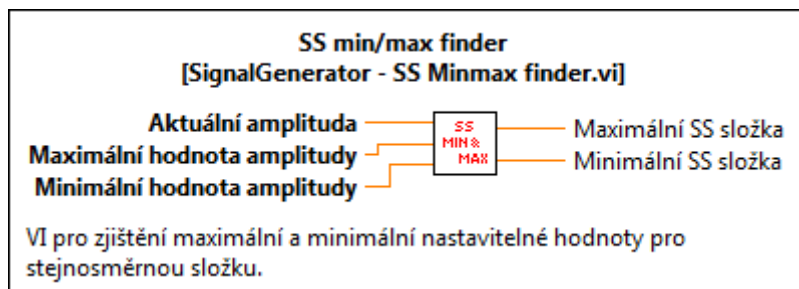 SS min/max finder
[SignalGenerator - SS Minmax finder.vi]
Aktuální amplituda
Maximální hodnota amplitudy
Minimální hodnota amplitudy
SS
MIN&
MAX
Maximální SS složka
Minimální SS složka
VI pro zjištění maximální a minimální nastavitelné hodnoty pro
stejnosměrnou složku.